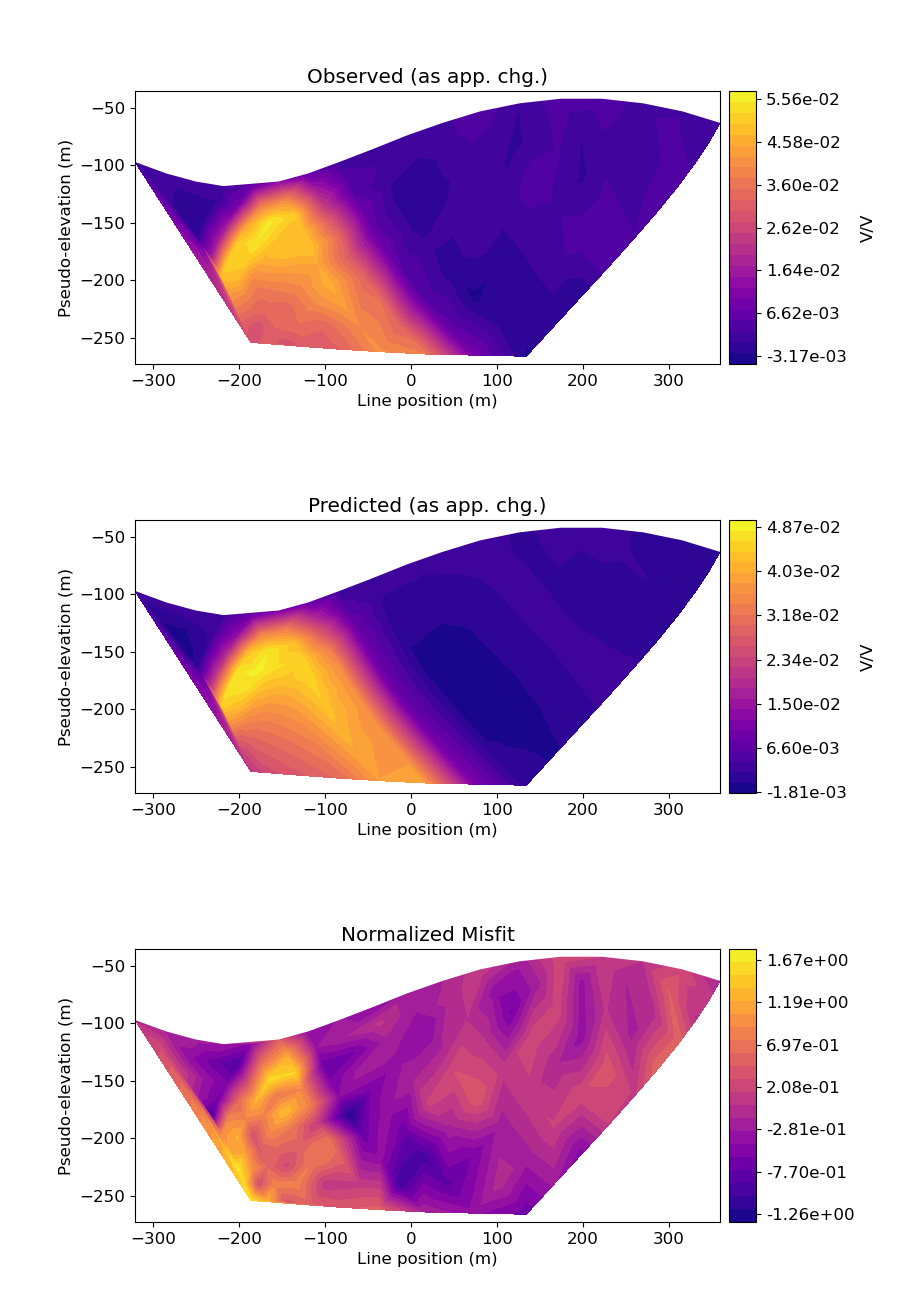 Observed (as app. chg.)
−50
−100
−150
−200
−250
Pseudo-elevation (m)
−300 −200 −100 0 100 200 300
Line position (m)
5.56e-02
4.58e-02
3.60e-02
2.62e-02
1.64e-02
6.62e-03
-3.17e-03
V/V
Predicted (as app. chg.)
−50
−100
−150
−200
−250
Pseudo-elevation (m)
−300 −200 −100 0 100 200 300
Line position (m)
4.87e-02
4.03e-02
3.18e-02
2.34e-02
1.50e-02
6.60e-03
-1.81e-03
V/V
Normalized Misfit
−50
−100
−150
−200
−250
Pseudo-elevation (m)
−300 −200 −100 0 100 200 300
Line position (m)
1.67e+00
1.19e+00
6.97e-01
2.08e-01
-2.81e-01
-7.70e-01
-1.26e+00